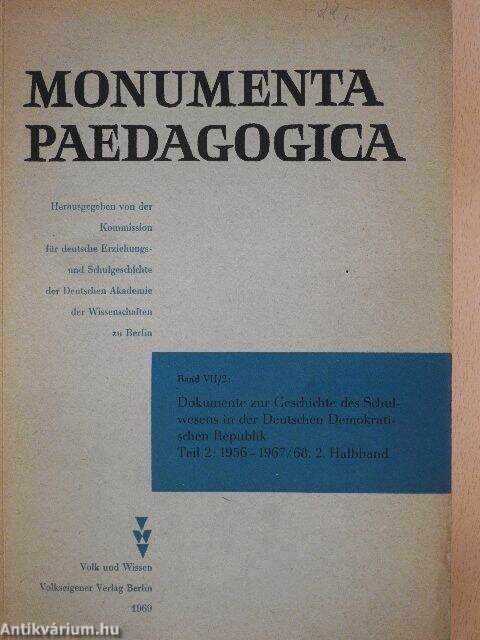 22,
MONUMENTA
PAEDAGOGICA
Herausgegeben von der
Kommission
für deutsche Erziehungs-
und Schulgeschichte
der Deutschen Akademie
der Wissenschaften
zu Berlin
Band VII/2:
Dokumente zur Geschichte des Schul-
wesens in der Deutschen Demokrati-
schen Republik
Teil 2: 1956–1967/68. 2. Halbband
Volk und Wissen
Volkseigener Verlag Berlin
1969
Antikvárium.hu